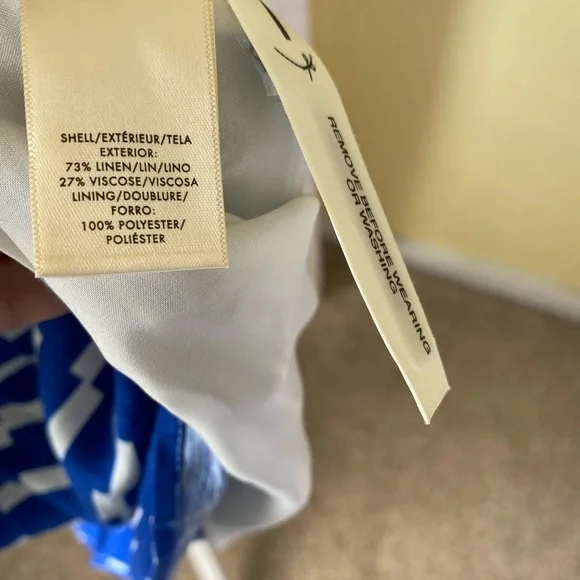 SHELL/EXTÉRIEUR/TELA
EXTERIOR:
73% LINEN/LIN/LINO
27% VISCOSE/VISCOSA
LINING/DOUBLURE/
FORRO:
100% POLYESTER/
POLIÉSTER
REMOVE BEFORE WEARING
OR WASHING